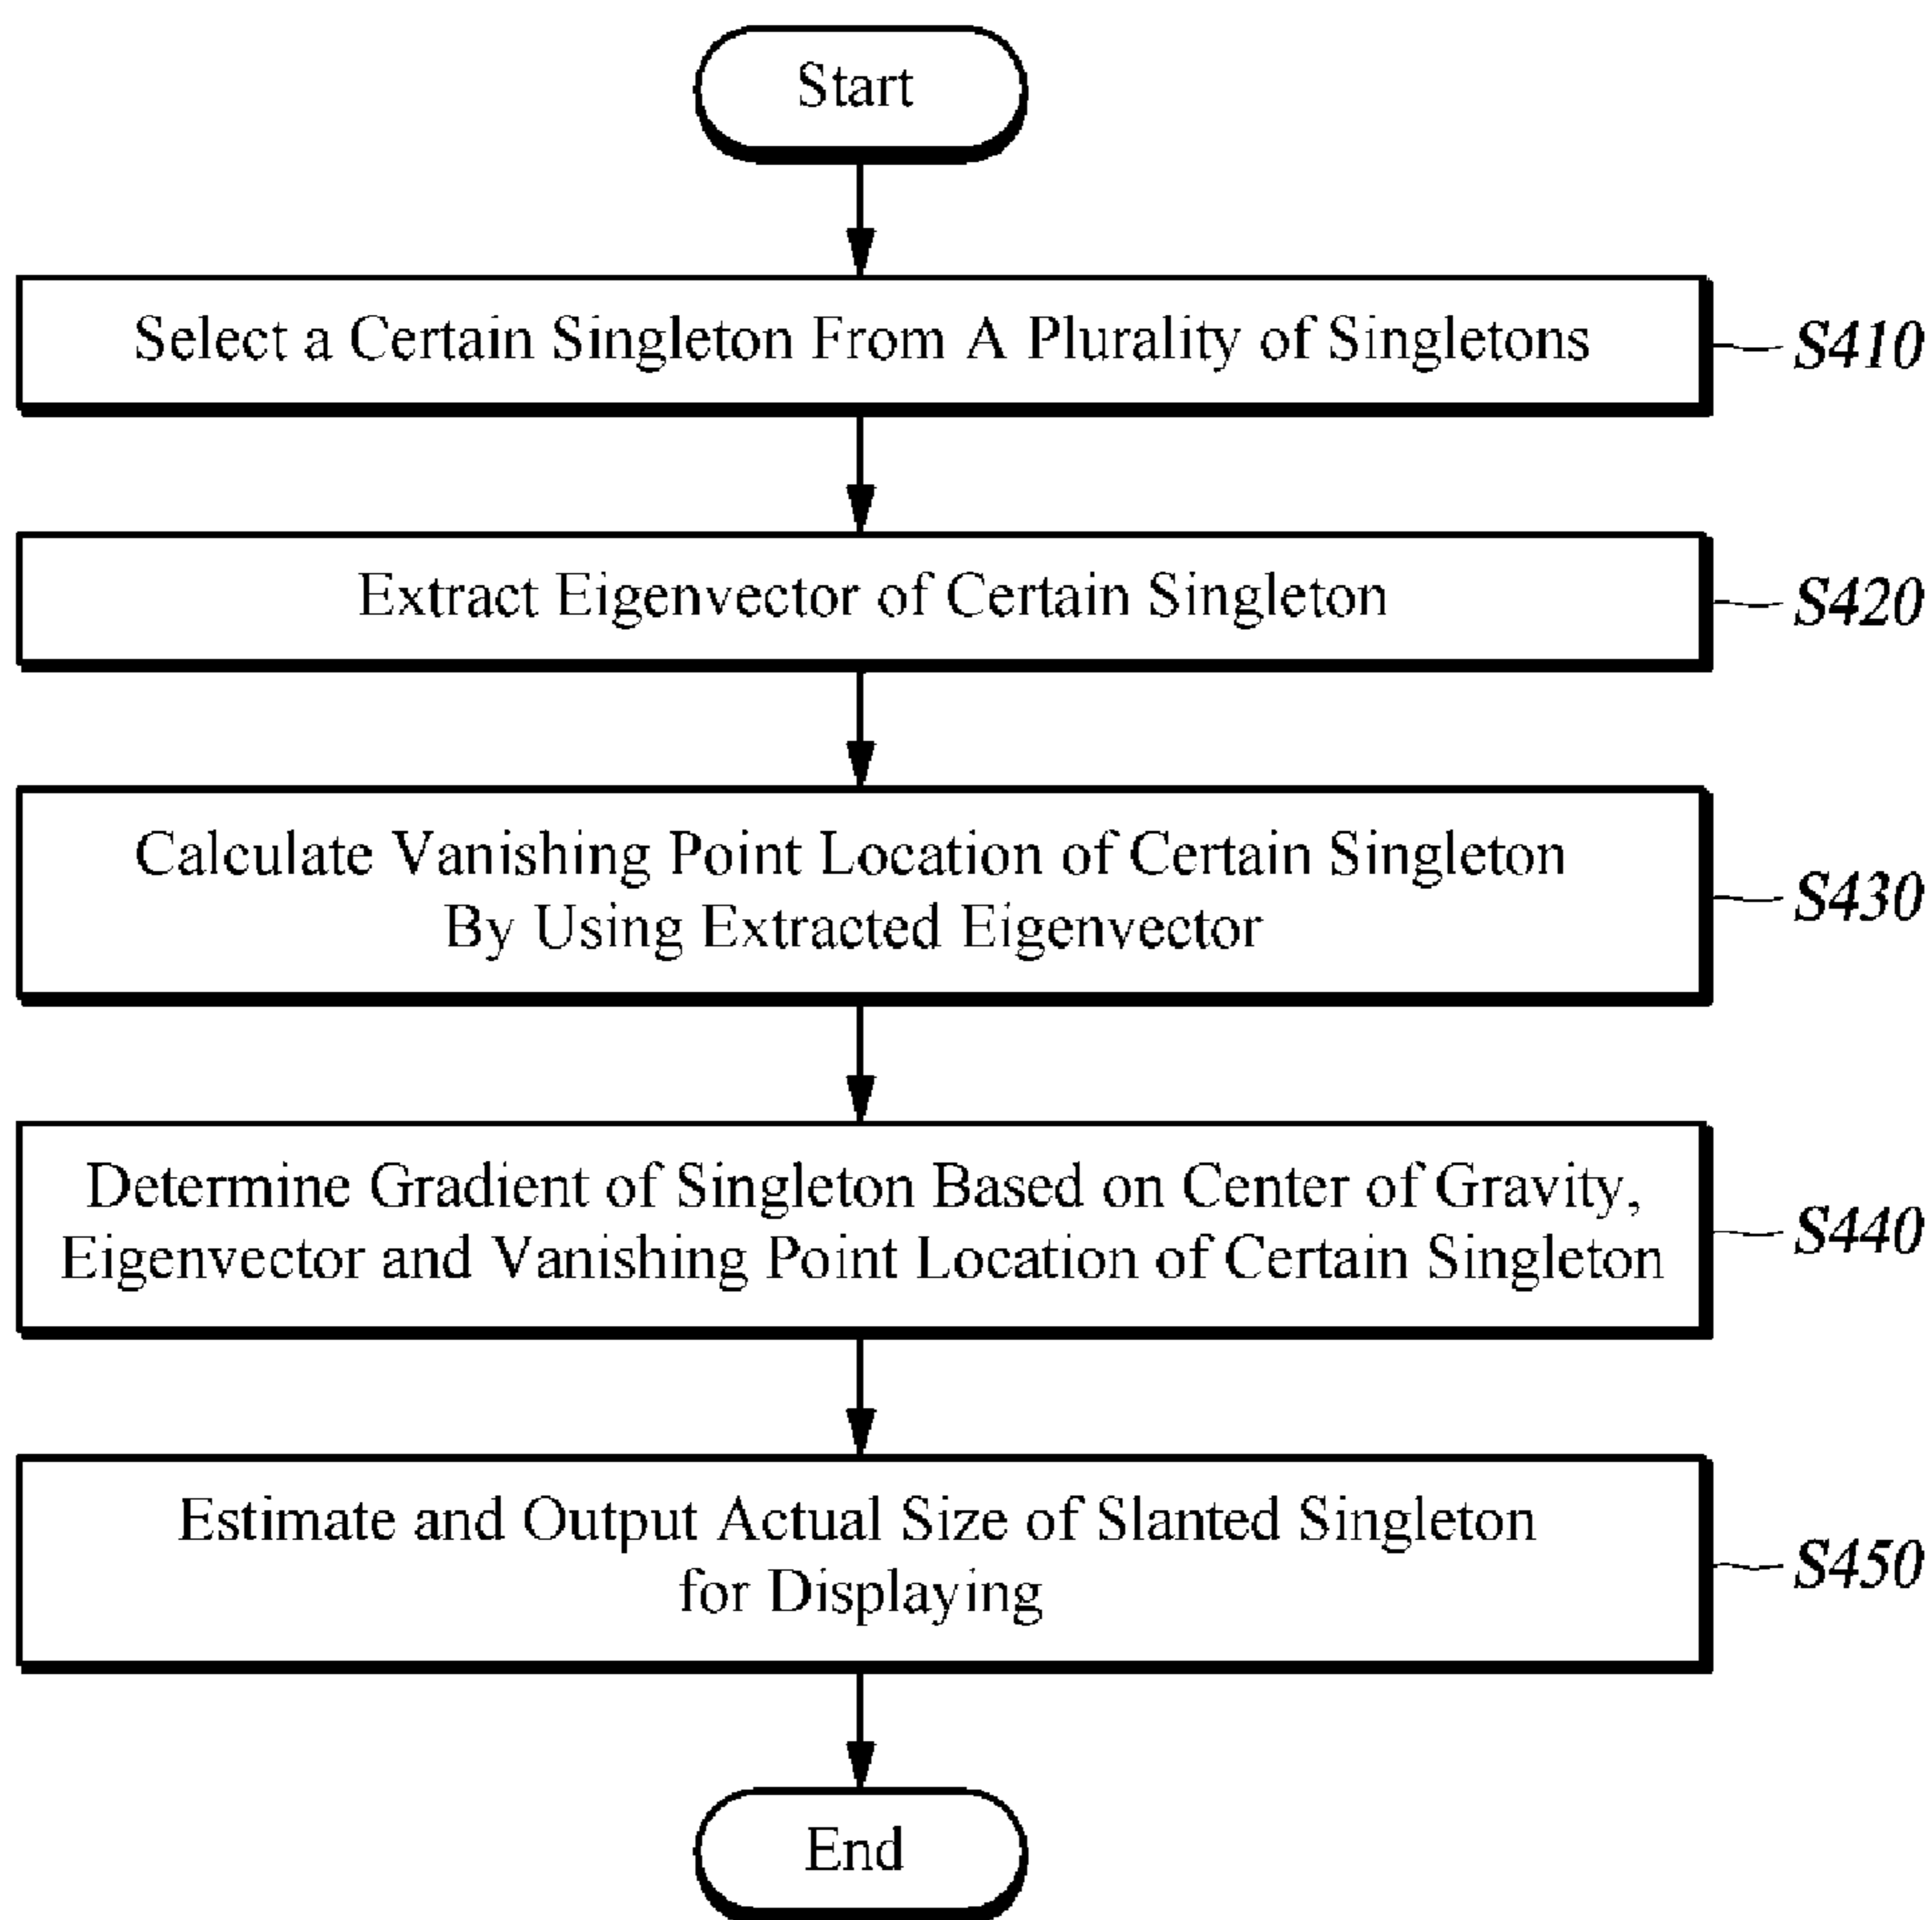 Start
Select a Certain Singleton From A Plurality of Singletons
S410
Extract Eigenvector of Certain Singleton
S420
Calculate Vanishing Point Location of Certain Singleton
By Using Extracted Eigenvector
S430
Determine Gradient of Singleton Based on Center of Gravity,
Eigenvector and Vanishing Point Location of Certain Singleton
S440
Estimate and Output Actual Size of Slanted Singleton
for Displaying
S450
End